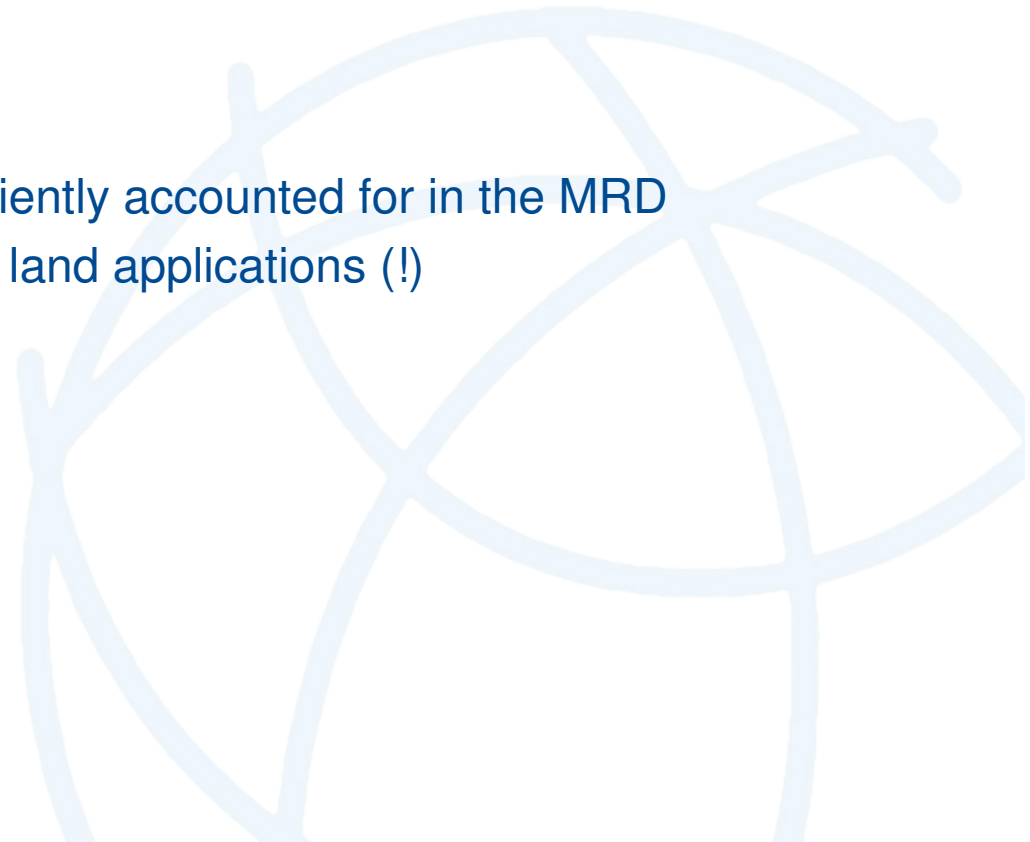 iently accounted for in the MRD
land applications (!)